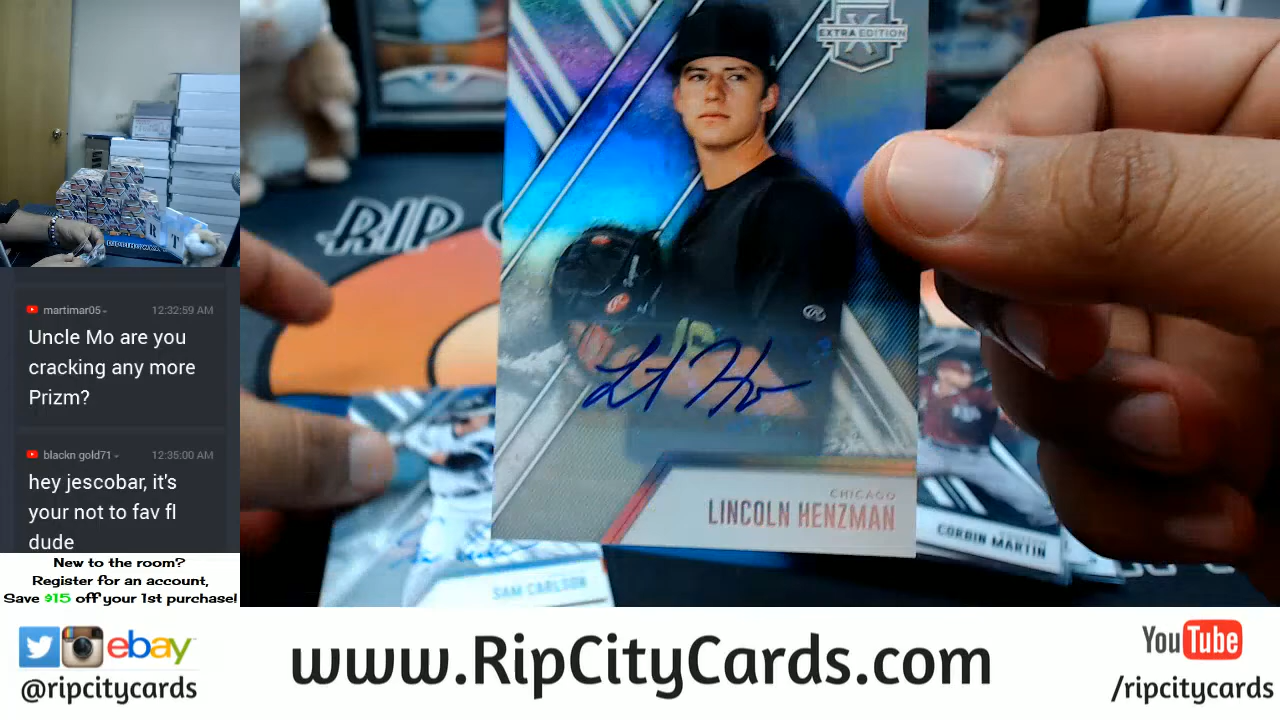 martimar05
12:32:59 AM
Uncle Mo are you
cracking any more
Prizm?
blackn gold71
12:35:00 AM
hey jescobar, it's
your not to fav fl
dude
New to the room?
Register for an account,
Save $15 off your 1st purchase!
EXTRA EDITION
X
RIP
CHICAGO
LINCOLN HENZMAN
SAM CARLSON
CORBIN MARTIN
ebay
@ripcitycards
www.RipCityCards.com
YouTube
/ripcitycards